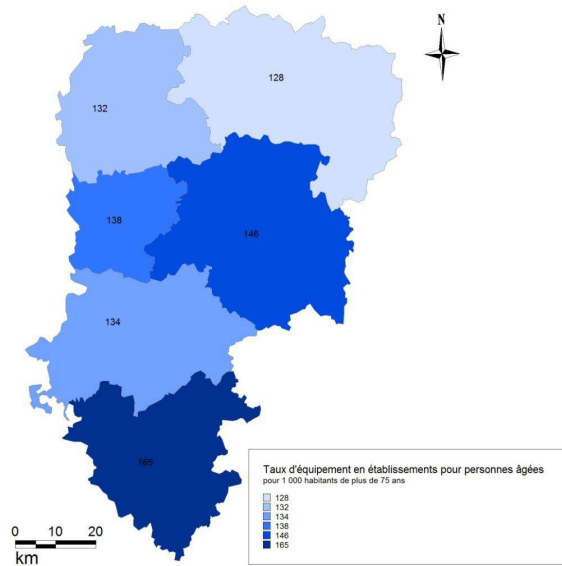 N
128
132
138
146
134
165
Taux d'équipement en établissements pour personnes âgées
pour 1 000 habitants de plus de 75 ans
128
132
134
138
146
165
0 10 20
km